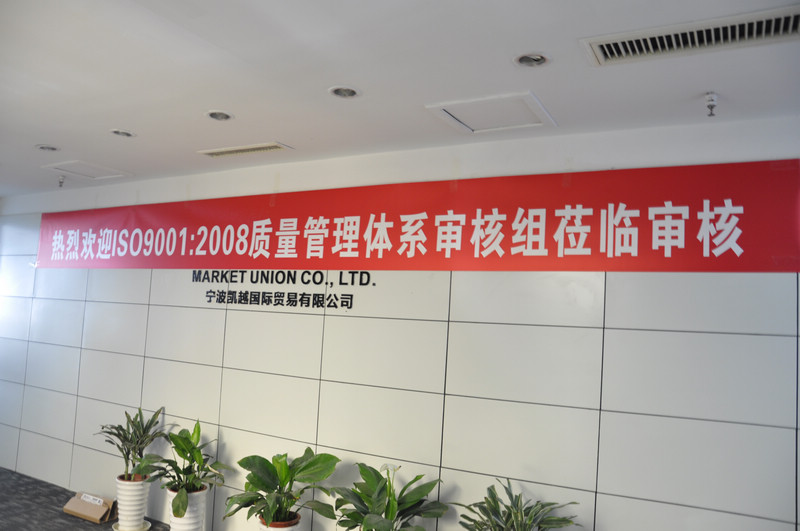 热烈欢迎ISO9001:2008质量管理体系审核组莅临审核
MARKET UNION CO., LTD.
宁波凯越国际贸易有限公司